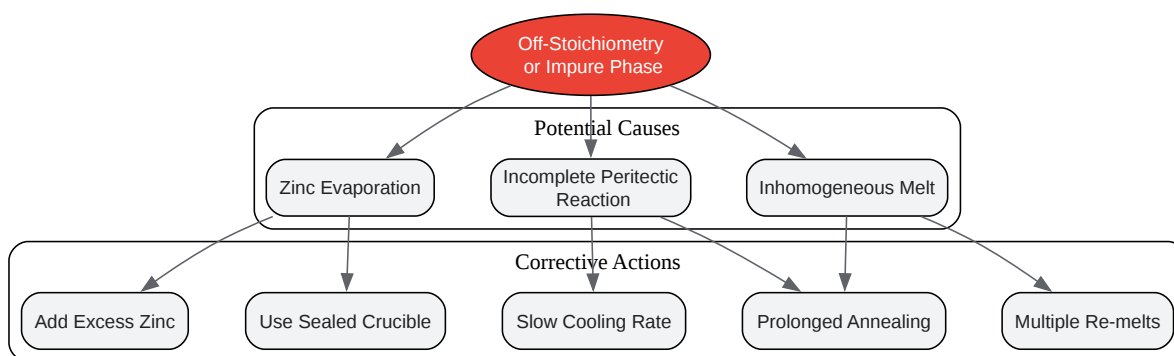 Off-Stoichiometry
or Impure Phase
Potential Causes
Zinc Evaporation
Incomplete Peritectic
Reaction
Inhomogeneous Melt
Corrective Actions
Add Excess Zinc
Use Sealed Crucible
Slow Cooling Rate
Prolonged Annealing
Multiple Re-melts